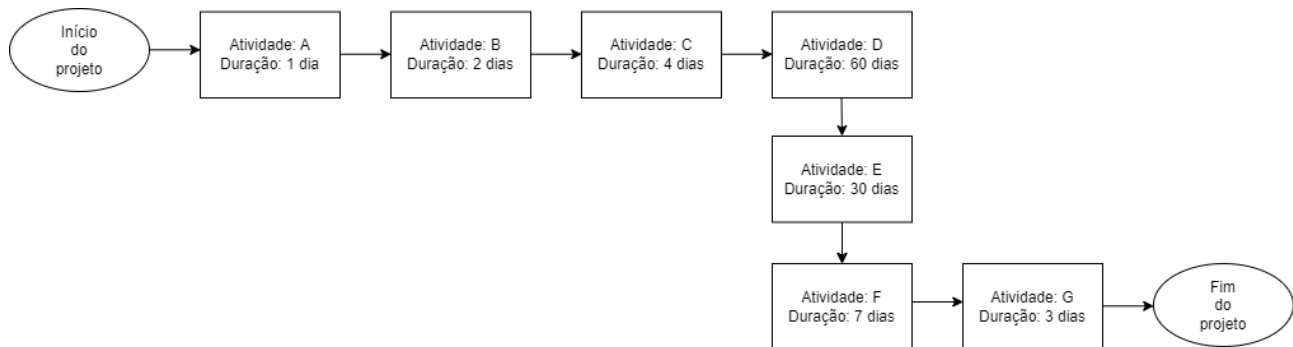 Início
do
projeto
Atividade: A
Duração: 1 dia
Atividade: B
Duração: 2 dias
Atividade: C
Duração: 4 dias
Atividade: D
Duração: 60 dias
Atividade: E
Duração: 30 dias
Atividade: F
Duração: 7 dias
Atividade: G
Duração: 3 dias
Fim
do
projeto